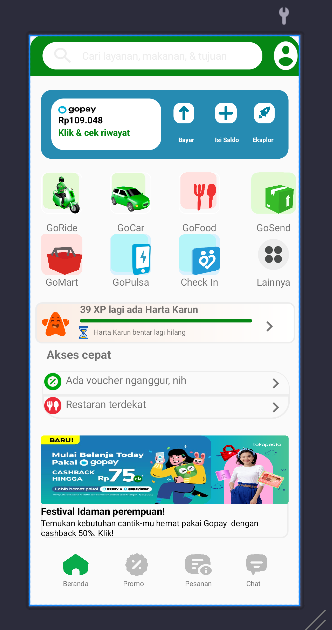 Cari layanan, makanan, & tujuan
gopay
Rp109.048
Klik & cek riwayat
Bayar
Isi Saldo
Eksplor
GoRide
GoCar
GoFood
GoSend
GoMart
GoPulsa
Check In
Lainnya
39 XP lagi ada Harta Karun
Harta Karun bentar lagi hilang
Akses cepat
Ada voucher nganggur, nih
Restaran terdekat
BARU!
Mulai Belanja Today
Pakai gopay
CASHBACK
HINGGA Rp75rb
tokopedia
Festival Idaman perempuan!
Temukan kebutuhan cantik-mu hemat pakai Gopay dengan
cashback 50%. Klik!
Beranda
Promo
Pesanan
Chat